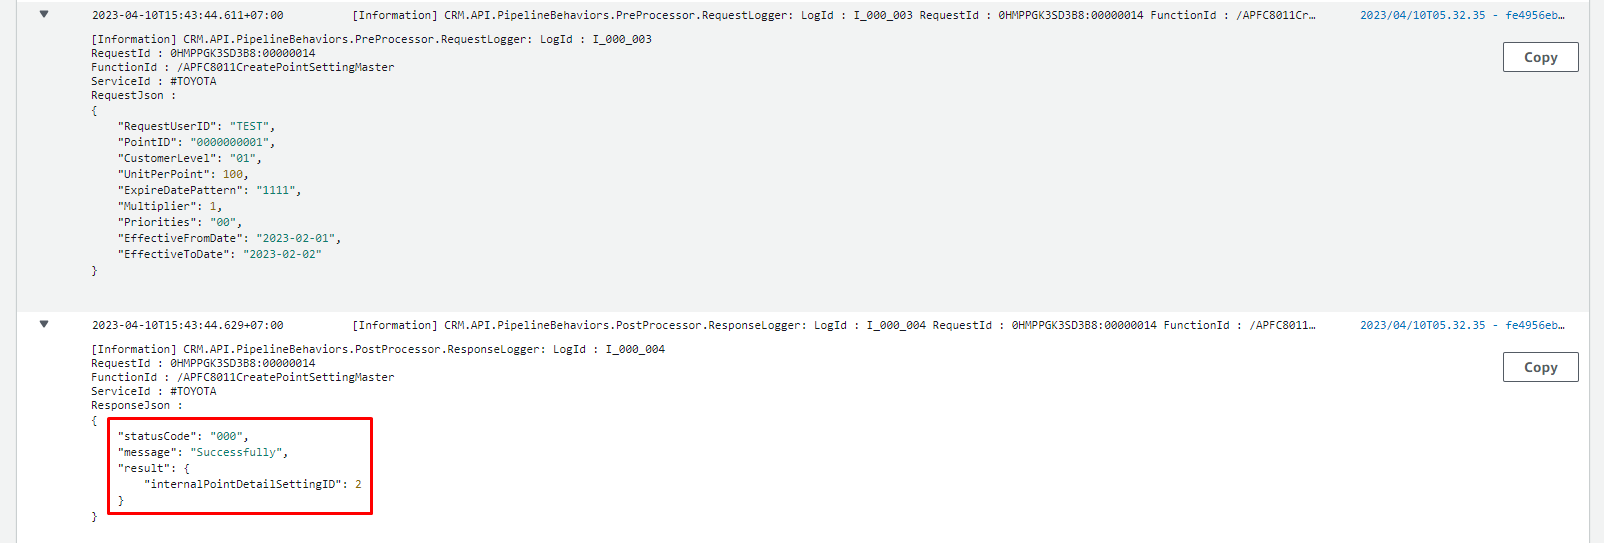 2023-04-10T15:43:44.611+07:00 [Information] CRM.API.PipelineBehaviors.PreProcessor.RequestLogger: LogId : I_000_003 RequestId : 0HMPPGK3SD3B8:00000014 FunctionId : /APFC8011Cr… 2023/04/10T05.32.35 - fe4956eb…
[Information] CRM.API.PipelineBehaviors.PreProcessor.RequestLogger: LogId : I_000_003
RequestId : 0HMPPGK3SD3B8:00000014
Copy
FunctionId : /APFC8011CreatePointSettingMaster
ServiceId : #TOYOTA
RequestJson :
{
"RequestUserID": "TEST",
"PointID": "0000000001",
"CustomerLevel": "01",
"UnitPerPoint": 100,
"ExpireDatePattern": "1111",
"Multiplier": 1,
"Priorities": "00",
"EffectiveFromDate": "2023-02-01",
"EffectiveToDate": "2023-02-02"
}
2023-04-10T15:43:44.629+07:00 [Information] CRM.API.PipelineBehaviors.PostProcessor.ResponseLogger: LogId : I_000_004 RequestId : 0HMPPGK3SD3B8:00000014 FunctionId : /APFC8011… 2023/04/10T05.32.35 - fe4956eb…
[Information] CRM.API.PipelineBehaviors.PostProcessor.ResponseLogger: LogId : I_000_004
RequestId : 0HMPPGK3SD3B8:00000014
Copy
FunctionId : /APFC8011CreatePointSettingMaster
ServiceId : #TOYOTA
ResponseJson :
{
"statusCode": "000",
"message": "Successfully",
"result": {
"internalPointDetailSettingID": 2
}
}